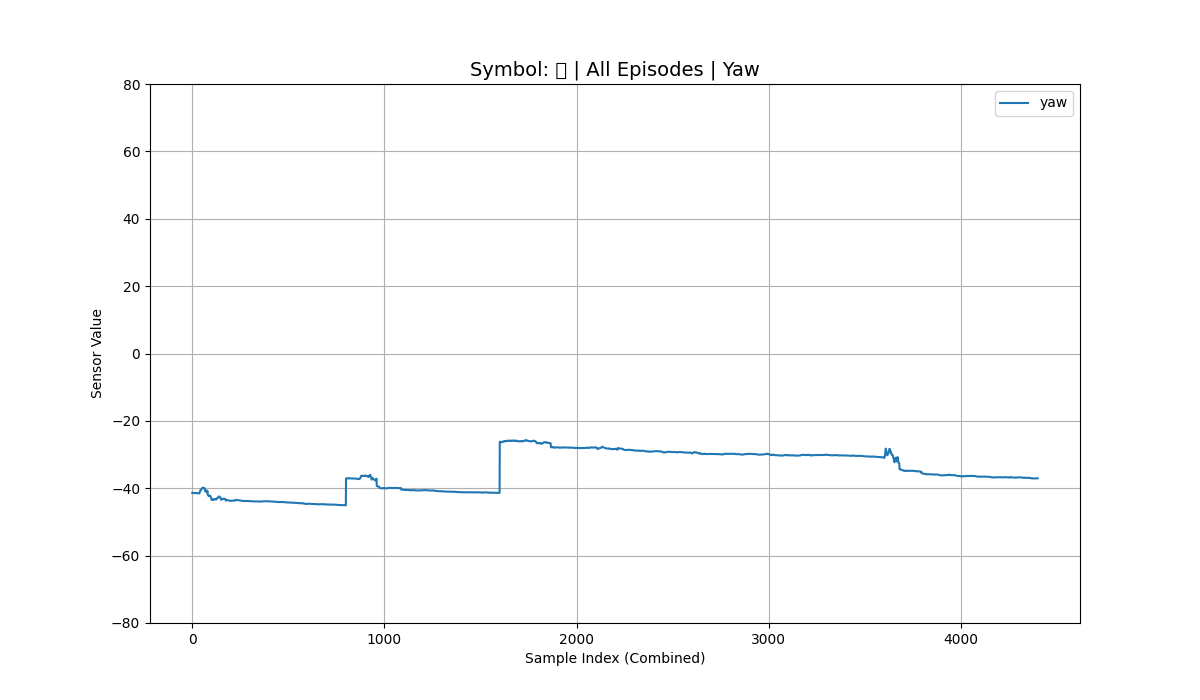 Symbol: ▯ | All Episodes | Yaw
yaw
80
60
40
20
0
−20
−40
−60
−80
Sensor Value
0 1000 2000 3000 4000
Sample Index (Combined)